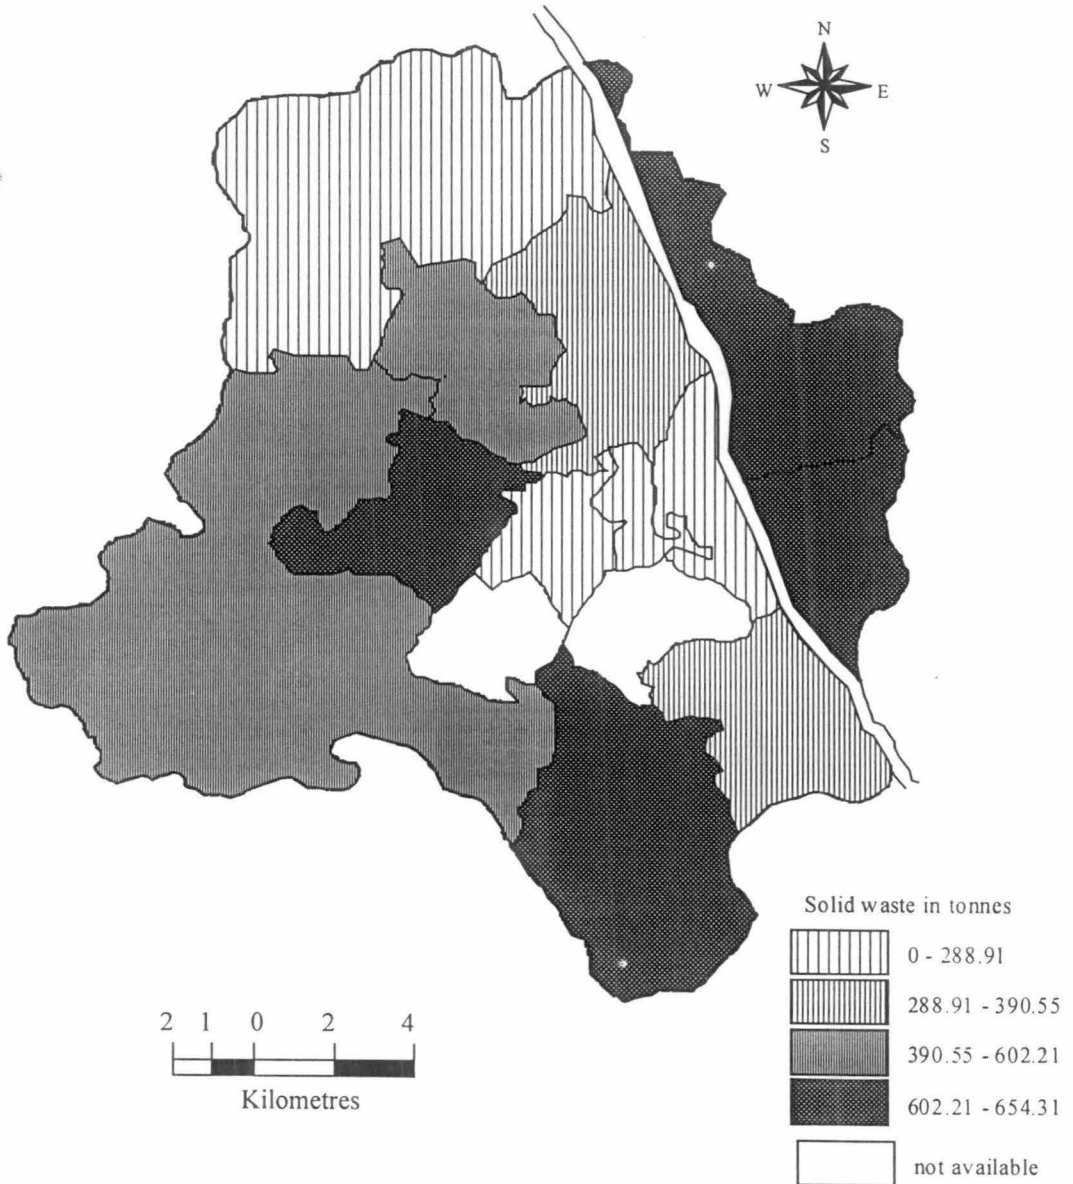 N
W E
S
Solid waste in tonnes
0 - 288.91
288.91 - 390.55
390.55 - 602.21
602.21 - 654.31
not available
2 1 0 2 4
Kilometres